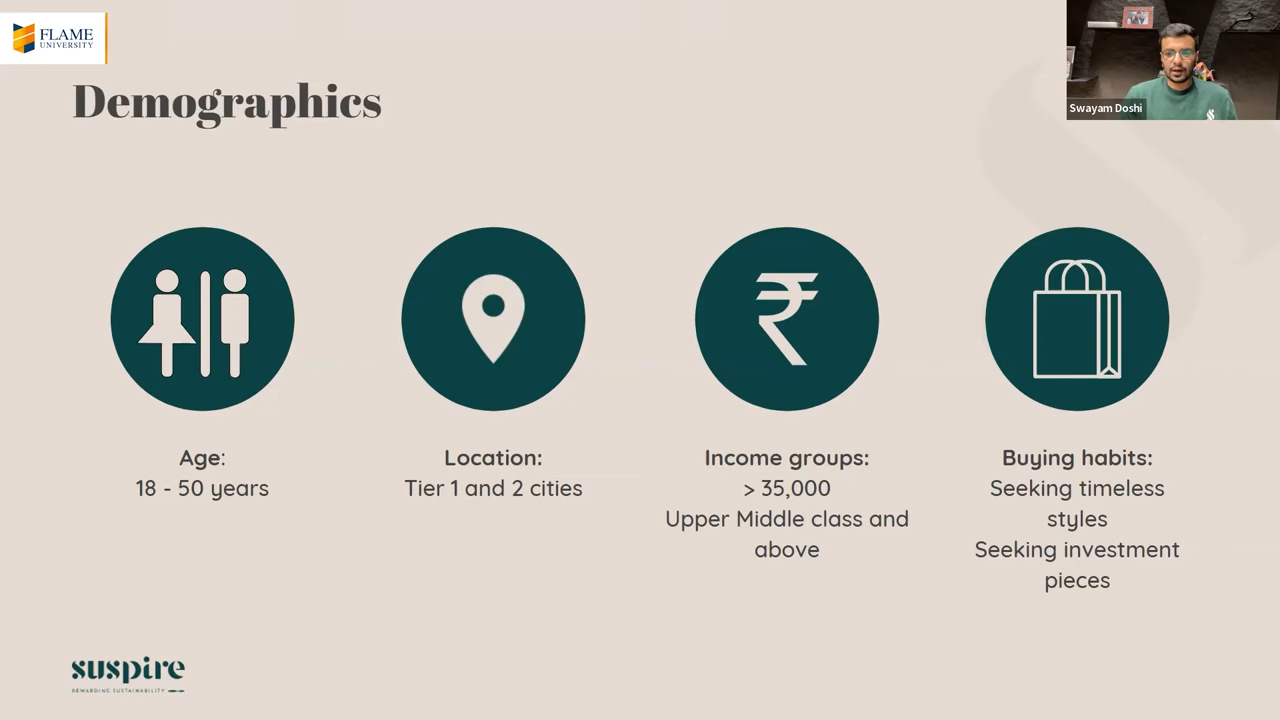 FLAME
UNIVERSITY
Swayam Doshi
Demographics
₹
Age:
18 - 50 years
Location:
Tier 1 and 2 cities
Income groups:
> 35,000
Upper Middle class and
above
Buying habits:
Seeking timeless
styles
Seeking investment
pieces
suspire
REWARDING SUSTAINABILITY